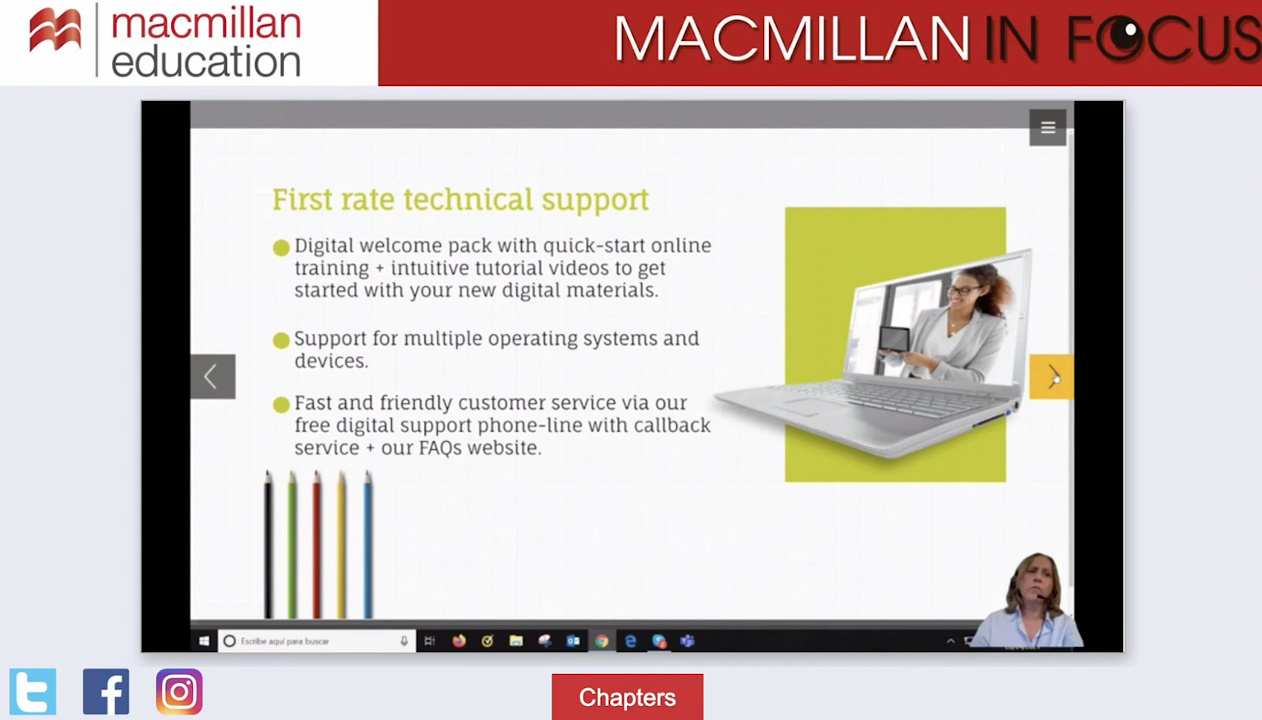 macmillan
education
MACMILLAN IN FOCUS
First rate technical support
Digital welcome pack with quick-start online
training + intuitive tutorial videos to get
started with your new digital materials.
Support for multiple operating systems and
devices.
Fast and friendly customer service via our
free digital support phone-line with callback
service + our FAQs website.
Escribe aquí para buscar
Chapters